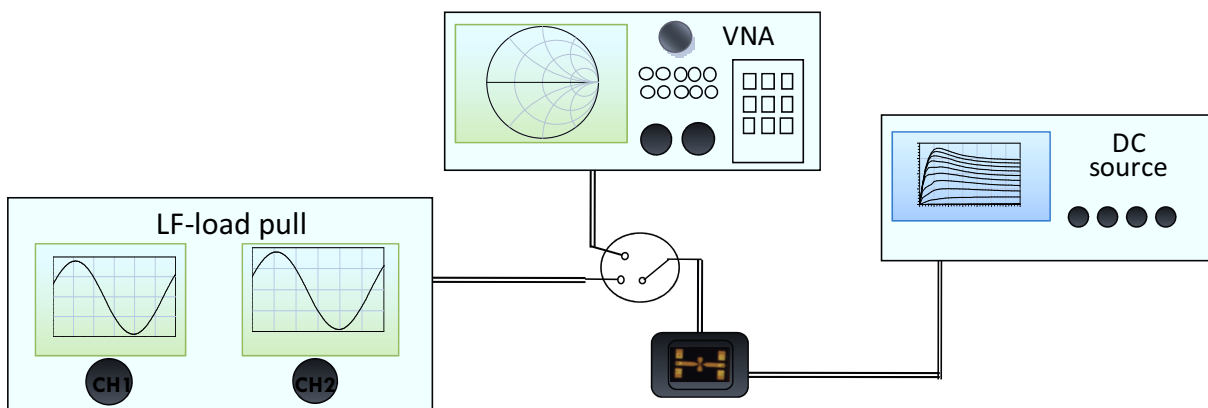 VNA
DC
source
LF-load pull
CH1
CH2